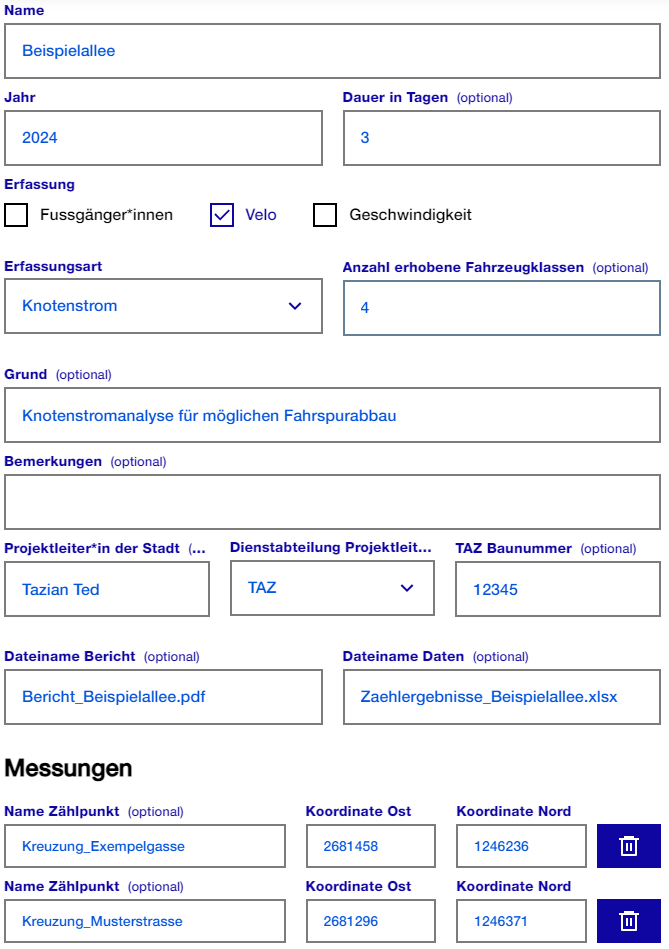 Name
Beispielallee
Jahr
Dauer in Tagen (optional)
2024
3
Erfassung
Fussgänger*innen
Velo
Geschwindigkeit
Erfassungsart
Anzahl erhobene Fahrzeugklassen (optional)
Knotenstrom
4
Grund (optional)
Knotenstromanalyse für möglichen Fahrspurabbau
Bemerkungen (optional)
Projektleiter*in der Stadt (...
Dienstabteilung Projektleit...
TAZ Baunummer (optional)
Tazian Ted
TAZ
12345
Dateiname Bericht (optional)
Dateiname Daten (optional)
Bericht_Beispielallee.pdf
Zaehlergebnisse_Beispielallee.xlsx
Messungen
Name Zählpunkt (optional)
Koordinate Ost
Koordinate Nord
Kreuzung_Exempelgasse
2681458
1246236
Name Zählpunkt (optional)
Koordinate Ost
Koordinate Nord
Kreuzung_Musterstrasse
2681296
1246371